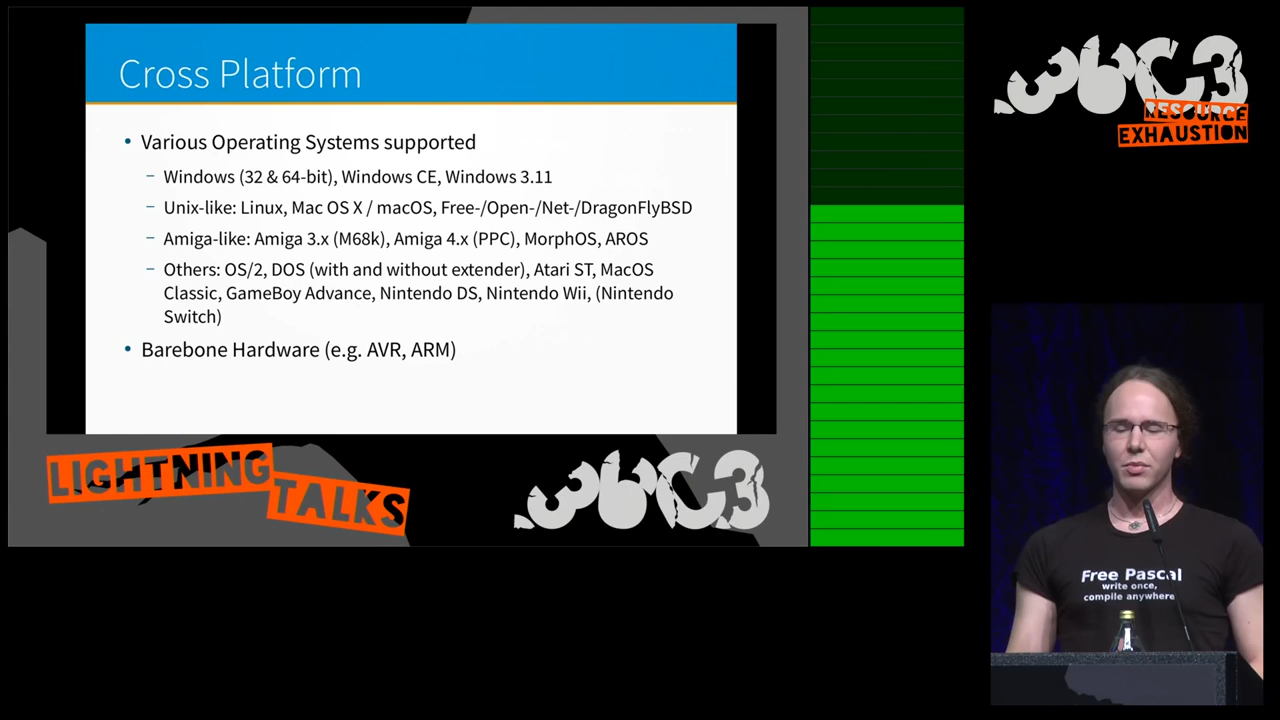 Cross Platform
• Various Operating Systems supported
– Windows (32 & 64-bit), Windows CE, Windows 3.11
– Unix-like: Linux, Mac OS X / macOS, Free-/Open-/Net-/DragonFlyBSD
– Amiga-like: Amiga 3.x (M68k), Amiga 4.x (PPC), MorphOS, AROS
– Others: OS/2, DOS (with and without extender), Atari ST, MacOS
Classic, GameBoy Advance, Nintendo DS, Nintendo Wii, (Nintendo
Switch)
• Barebone Hardware (e.g. AVR, ARM)
LIGHTNING
TALKS
.36C3
.36C3
RESOURCE
EXHAUSTION
Free Pascal
write once,
compile anywhere